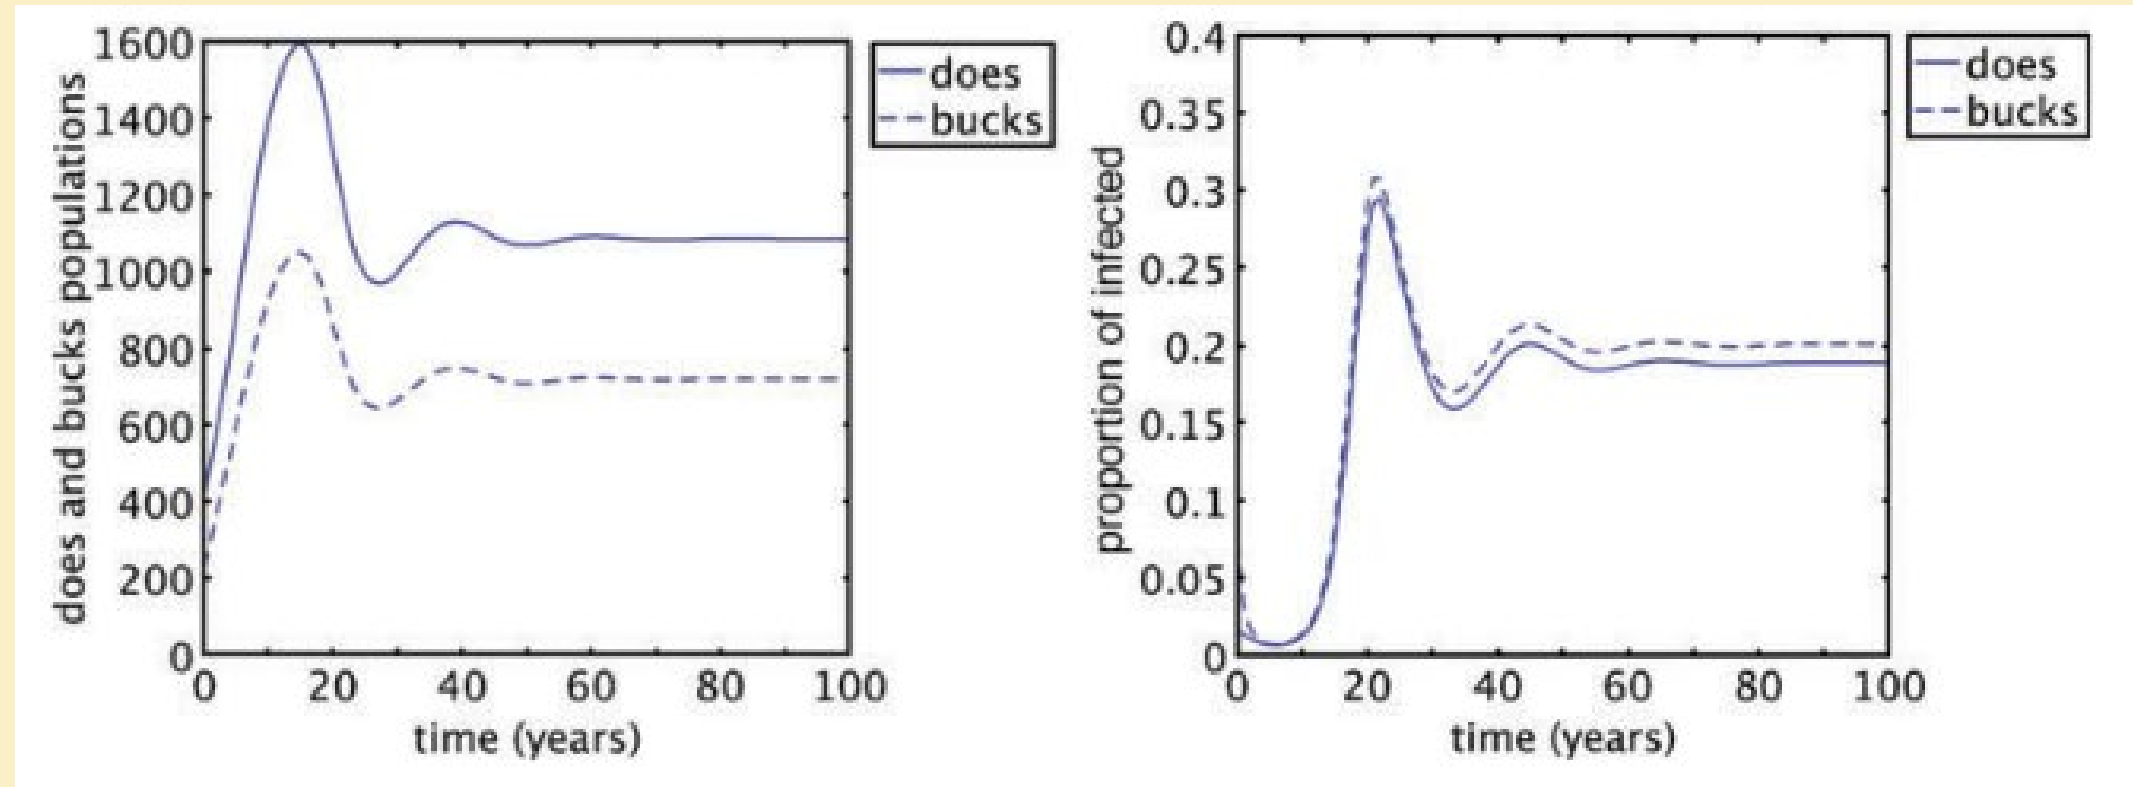 does and bucks populations
1600
1400
1200
1000
800
600
400
200
0
0 20 40 60 80 100
time (years)
does
bucks
proportion of infected
0.4
0.35
0.3
0.25
0.2
0.15
0.1
0.05
0
0 20 40 60 80 100
time (years)
does
bucks